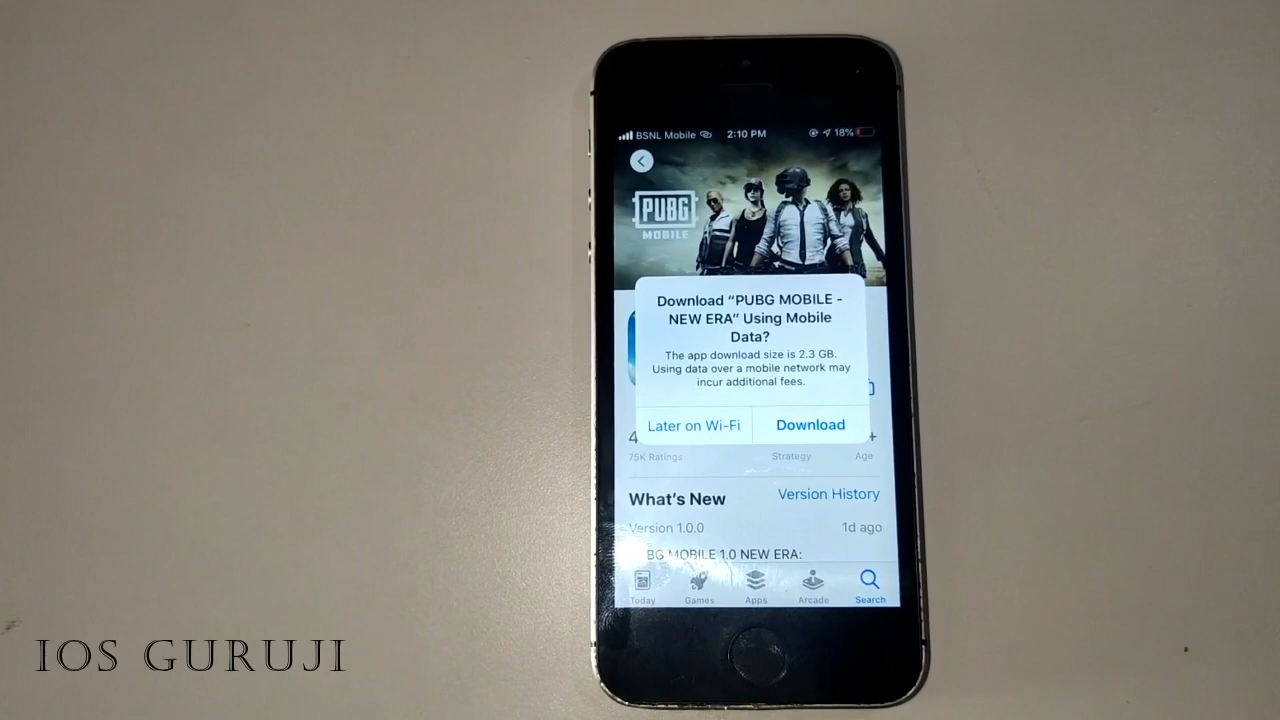 BSNL Mobile
2:10 PM
18%
PUBG
MOBILE
Download “PUBG MOBILE -
NEW ERA” Using Mobile
Data?
The app download size is 2.3 GB.
Using data over a mobile network may
incur additional fees.
Later on Wi-Fi
Download
4
+
75K Ratings
Strategy
Age
What’s New
Version History
Version 1.0.0
1d ago
BG MOBILE 1.0 NEW ERA:
Today
Games
Apps
Arcade
Search
IOS GURUJI